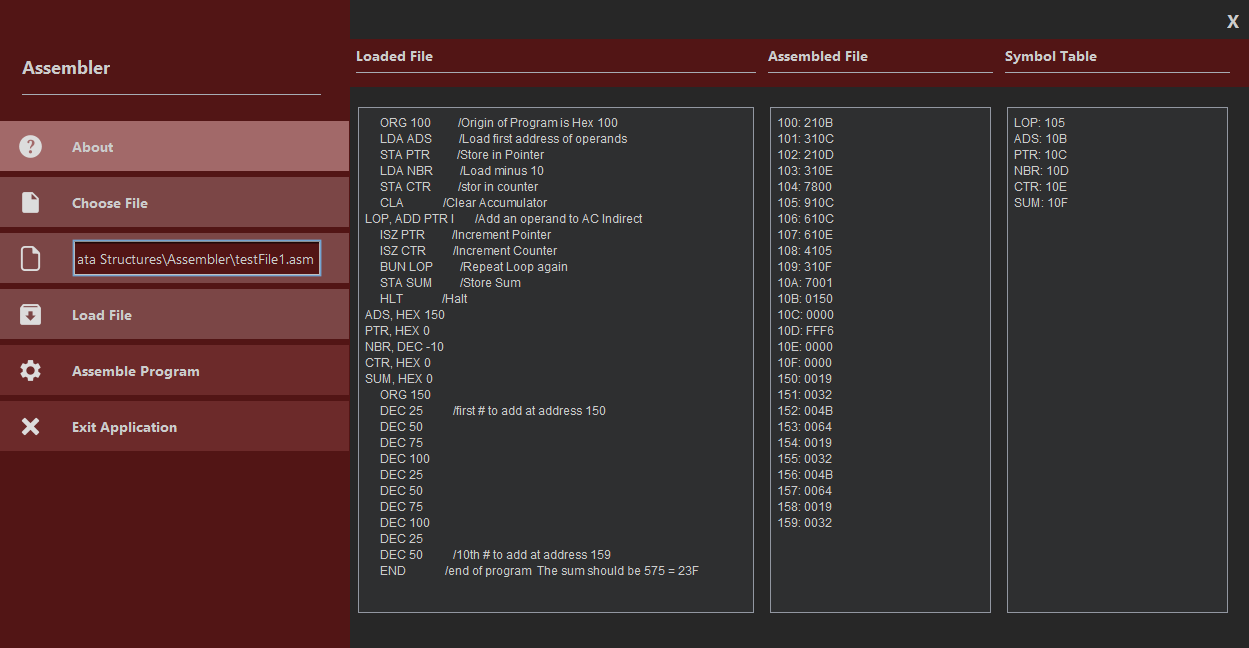 X
Assembler
About
Choose File
ata Structures\Assembler\testFile1.asm
Load File
Assemble Program
Exit Application
Loaded File
ORG 100 /Origin of Program is Hex 100
LDA ADS /Load first address of operands
STA PTR /Store in Pointer
LDA NBR /Load minus 10
STA CTR /stor in counter
CLA /Clear Accumulator
LOP, ADD PTR I /Add an operand to AC Indirect
ISZ PTR /Increment Pointer
ISZ CTR /Increment Counter
BUN LOP /Repeat Loop again
STA SUM /Store Sum
HLT /Halt
ADS, HEX 150
PTR, HEX 0
NBR, DEC -10
CTR, HEX 0
SUM, HEX 0
ORG 150
DEC 25 /first # to add at address 150
DEC 50
DEC 75
DEC 100
DEC 25
DEC 50
DEC 75
DEC 100
DEC 25
DEC 50 /10th # to add at address 159
END /end of program The sum should be 575 = 23F
Assembled File
100: 210B
101: 310C
102: 210D
103: 310E
104: 7800
105: 910C
106: 610C
107: 610E
108: 4105
109: 310F
10A: 7001
10B: 0150
10C: 0000
10D: FFF6
10E: 0000
10F: 0000
150: 0019
151: 0032
152: 004B
153: 0064
154: 0019
155: 0032
156: 004B
157: 0064
158: 0019
159: 0032
Symbol Table
LOP: 105
ADS: 10B
PTR: 10C
NBR: 10D
CTR: 10E
SUM: 10F